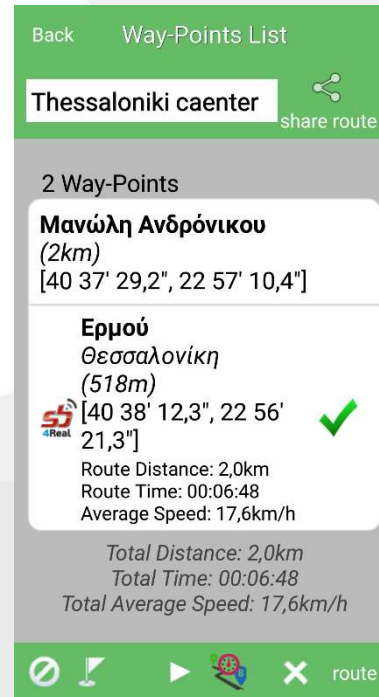 Back Way-Points List
Thessaloniki caenter
share route
2 Way-Points
Μανώλη Ανδρόνικου
(2km)
[40 37' 29,2", 22 57' 10,4"]
Ερμού
Θεσσαλονίκη
(518m)
[40 38' 12,3", 22 56'
21,3"]
sb
4Real
Route Distance: 2,0km
Route Time: 00:06:48
Average Speed: 17,6km/h
Total Distance: 2,0km
Total Time: 00:06:48
Total Average Speed: 17,6km/h
route